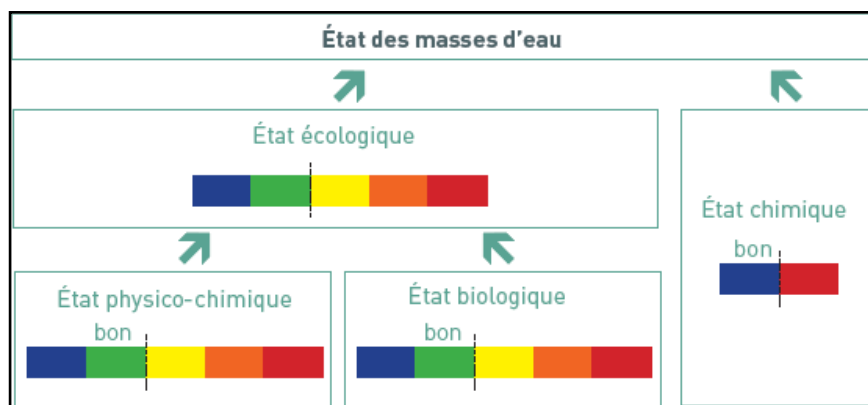 État des masses d'eau
État écologique
État chimique
bon
État physico-chimique
bon
État biologique
bon